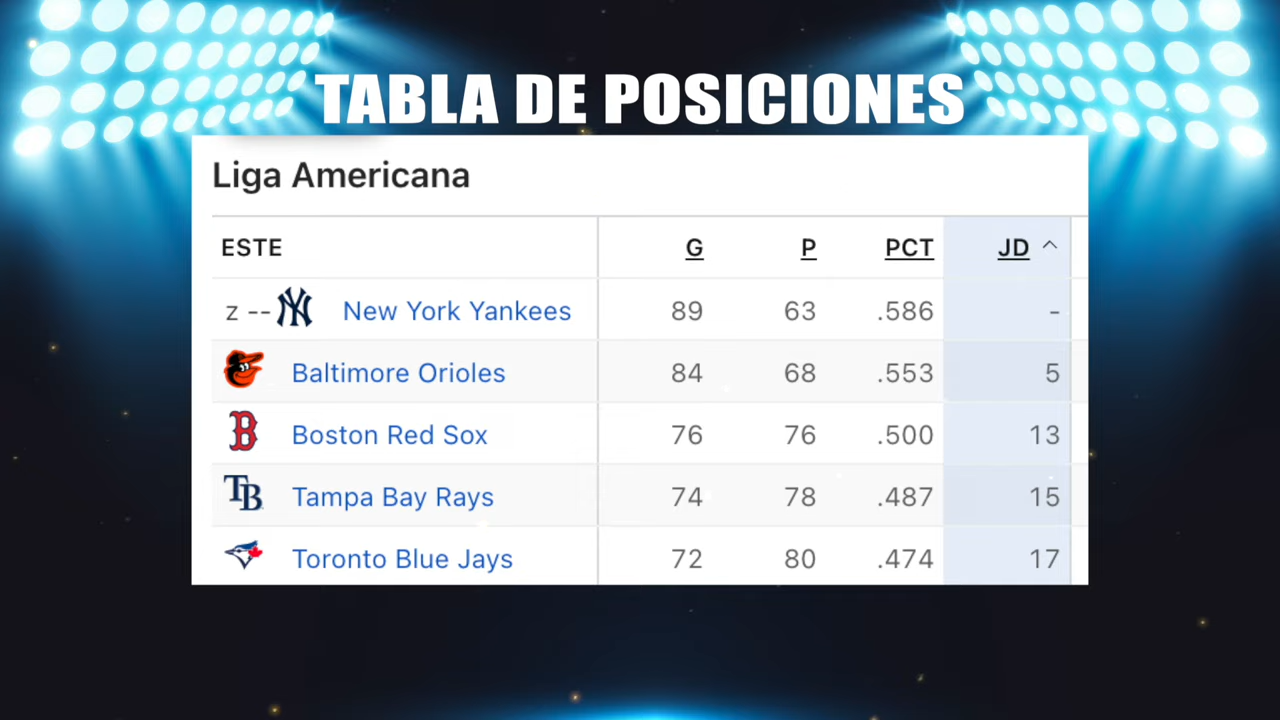 TABLA DE POSICIONES
Liga Americana
ESTE G P PCT JD
z -- NY New York Yankees 89 63 .586 -
Baltimore Orioles 84 68 .553 5
B Boston Red Sox 76 76 .500 13
TB Tampa Bay Rays 74 78 .487 15
Toronto Blue Jays 72 80 .474 17